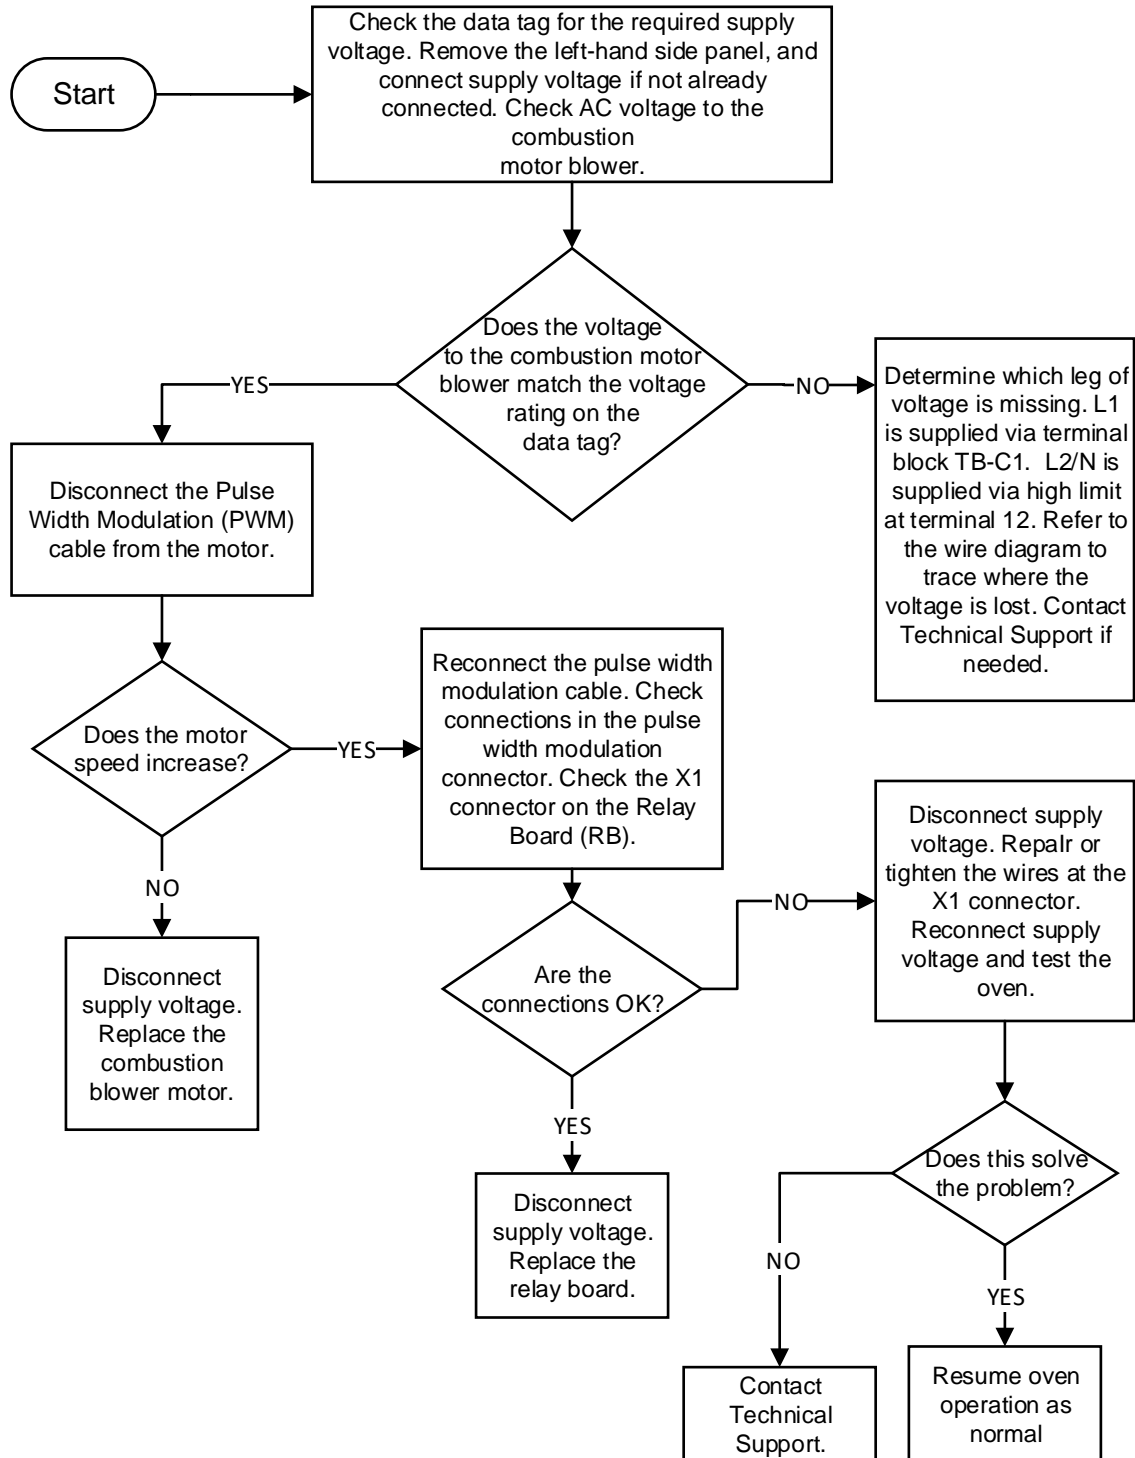 Start
Check the data tag for the required supply
voltage. Remove the left-hand side panel, and
connect supply voltage if not already
connected. Check AC voltage to the
combustion
motor blower.
Does the voltage
to the combustion motor
blower match the voltage
rating on the
data tag?
YES
NO
Determine which leg of
voltage is missing. L1
is supplied via terminal
block TB-C1. L2/N is
supplied via high limit
at terminal 12. Refer to
the wire diagram to
trace where the
voltage is lost. Contact
Technical Support if
needed.
Disconnect the Pulse
Width Modulation (PWM)
cable from the motor.
Does the motor
speed increase?
YES
NO
Reconnect the pulse width
modulation cable. Check
connections in the pulse
width modulation
connector. Check the X1
connector on the Relay
Board (RB).
Disconnect
supply voltage.
Replace the
combustion
blower motor.
Are the
connections OK?
NO
YES
Disconnect supply
voltage. Repalr or
tighten the wires at the
X1 connector.
Reconnect supply
voltage and test the
oven.
Disconnect
supply voltage.
Replace the
relay board.
Does this solve
the problem?
NO
YES
Contact
Technical
Support.
Resume oven
operation as
normal